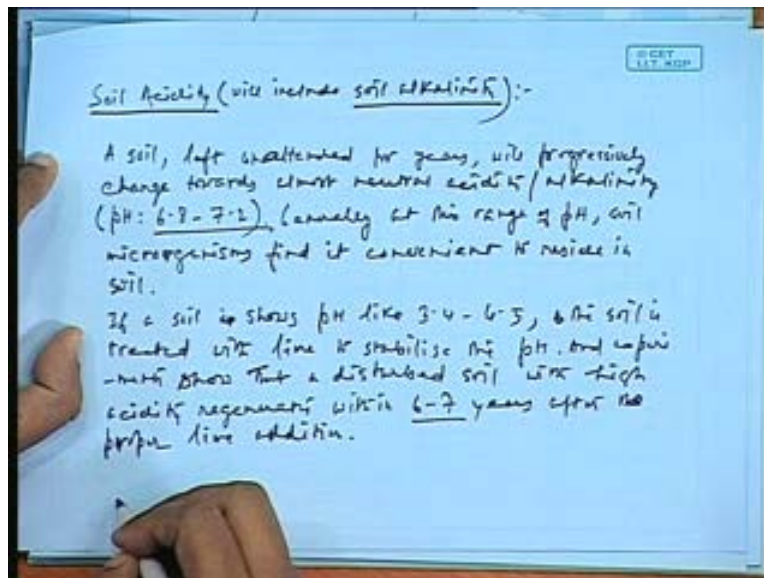 © CET
I.I.T. KGP
Soil Acidity (will include soil alkalinity):-
A soil, left unattended for years, will progressively
change towards almost neutral acidity/alkalinity
(pH: 6.8 - 7.2). Generally at this range of pH, soil
microorganisms find it convenient to reside in
soil.
If a soil is shows pH like 3.4 - 6.5, the soil is
treated with lime to stabilise the pH. And experi
-ments show that a disturbed soil with high
acidity regenerates within 6-7 years after the
proper lime addition.